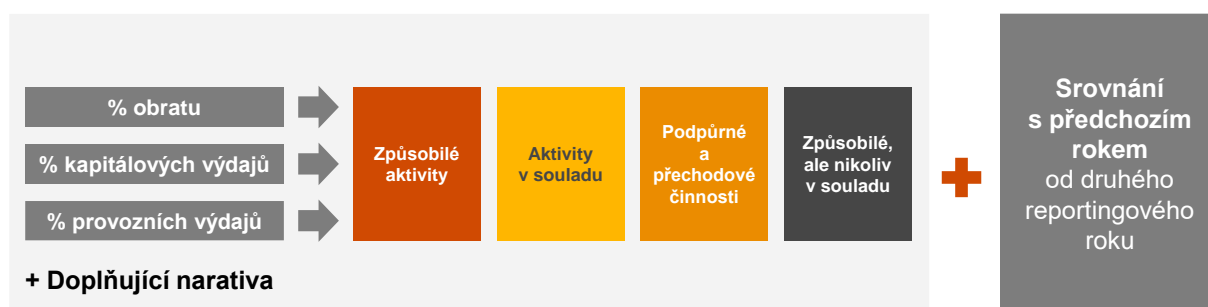 % obratu
% kapitálových výdajů
% provozních výdajů
Způsobilé
aktivity
Aktivity
v souladu
Podpůrné
a
přechodové
činnosti
Způsobilé,
ale nikoliv
v souladu
+ Doplňující narativa
Srovnání
s předchozím
rokem
od druhého
reportingového
roku